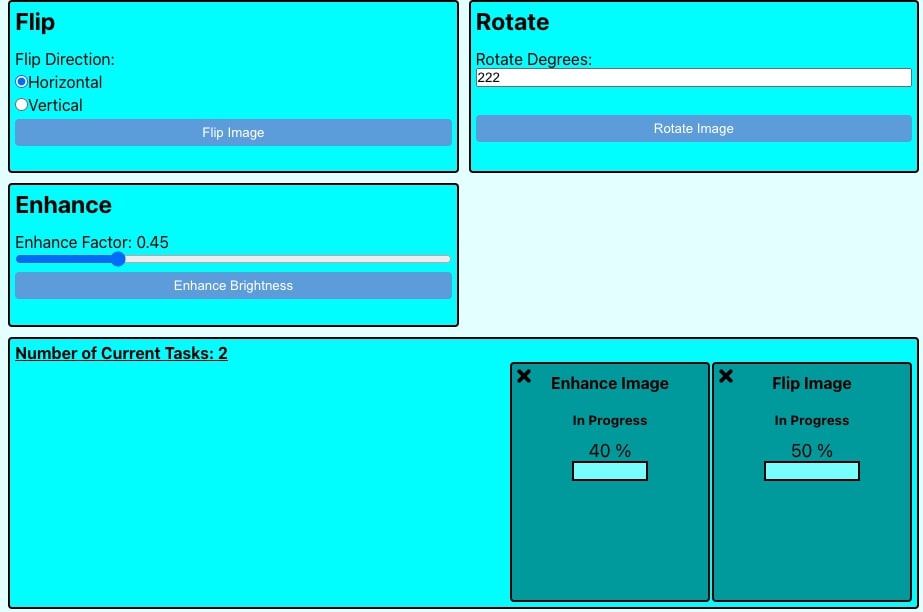 Flip
Flip Direction:
Horizontal
Vertical
Flip Image
Rotate
Rotate Degrees:
222
Rotate Image
Enhance
Enhance Factor: 0.45
Enhance Brightness
Number of Current Tasks: 2
Enhance Image
In Progress
40 %
Flip Image
In Progress
50 %